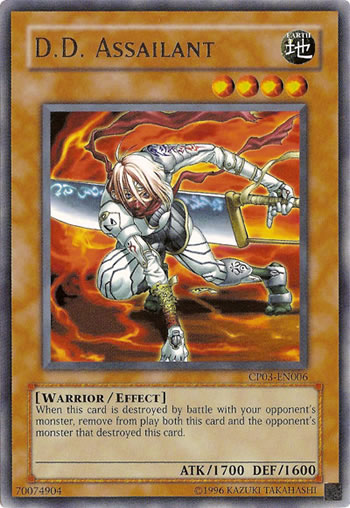 D.D. Assailant
EARTH
地
CP03-EN006
[Warrior / Effect]
When this card is destroyed by battle with your opponent's
monster, remove from play both this card and the opponent's
monster that destroyed this card.
ATK/1700 DEF/1600
70074904
©1996 KAZUKI TAKAHASHI